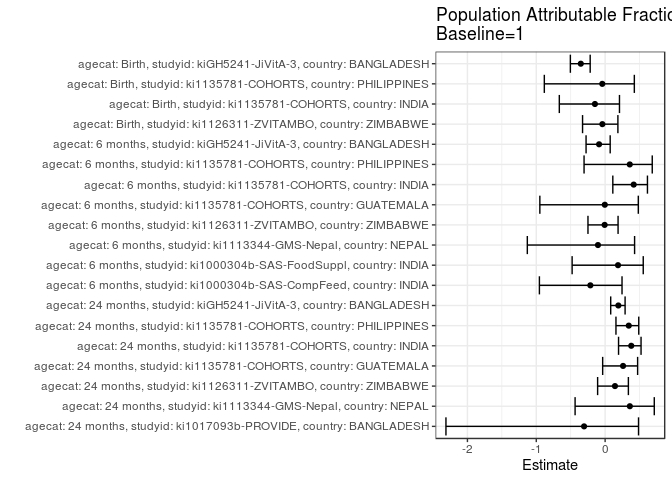 Population Attributable
Baseline=1
agecat: Birth, studyid: kiGH5241-JiVitA-3, country: BANGLADESH
agecat: Birth, studyid: ki1135781-COHORTS, country: PHILIPPINES
agecat: Birth, studyid: ki1135781-COHORTS, country: INDIA
agecat: Birth, studyid: ki1126311-ZVITAMBO, country: ZIMBABWE
agecat: 6 months, studyid: kiGH5241-JiVitA-3, country: BANGLADESH
agecat: 6 months, studyid: ki1135781-COHORTS, country: PHILIPPINES
agecat: 6 months, studyid: ki1135781-COHORTS, country: INDIA
agecat: 6 months, studyid: ki1135781-COHORTS, country: GUATEMALA
agecat: 6 months, studyid: ki1126311-ZVITAMBO, country: ZIMBABWE
agecat: 6 months, studyid: ki1113344-GMS-Nepal, country: NEPAL
agecat: 6 months, studyid: ki1000304b-SAS-FoodSuppl, country: INDIA
agecat: 6 months, studyid: ki1000304b-SAS-CompFeed, country: INDIA
agecat: 24 months, studyid: kiGH5241-JiVitA-3, country: BANGLADESH
agecat: 24 months, studyid: ki1135781-COHORTS, country: PHILIPPINES
agecat: 24 months, studyid: ki1135781-COHORTS, country: INDIA
agecat: 24 months, studyid: ki1135781-COHORTS, country: GUATEMALA
agecat: 24 months, studyid: ki1126311-ZVITAMBO, country: ZIMBABWE
agecat: 24 months, studyid: ki1113344-GMS-Nepal, country: NEPAL
agecat: 24 months, studyid: ki1017093b-PROVIDE, country: BANGLADESH
-2 -1 0
Estimate